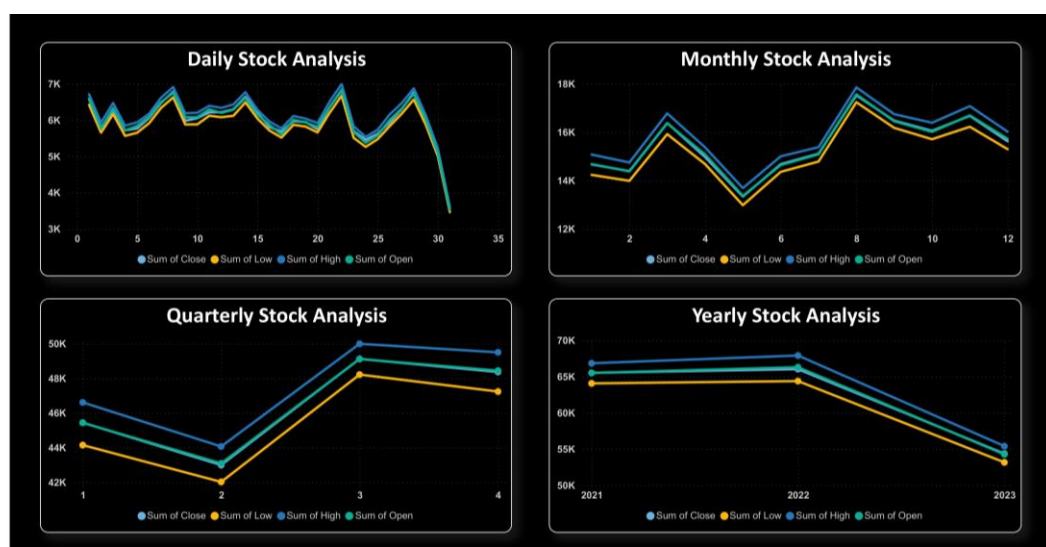 Daily Stock Analysis
7K
6K
5K
4K
3K
0 5 10 15 20 25 30 35
Sum of Close Sum of Low Sum of High Sum of Open
Monthly Stock Analysis
18K
16K
14K
12K
2 4 6 8 10 12
Sum of Close Sum of Low Sum of High Sum of Open
Quarterly Stock Analysis
50K
48K
46K
44K
42K
1 2 3 4
Sum of Close Sum of Low Sum of High Sum of Open
Yearly Stock Analysis
70K
65K
60K
55K
50K
2021 2022 2023
Sum of Close Sum of Low Sum of High Sum of Open